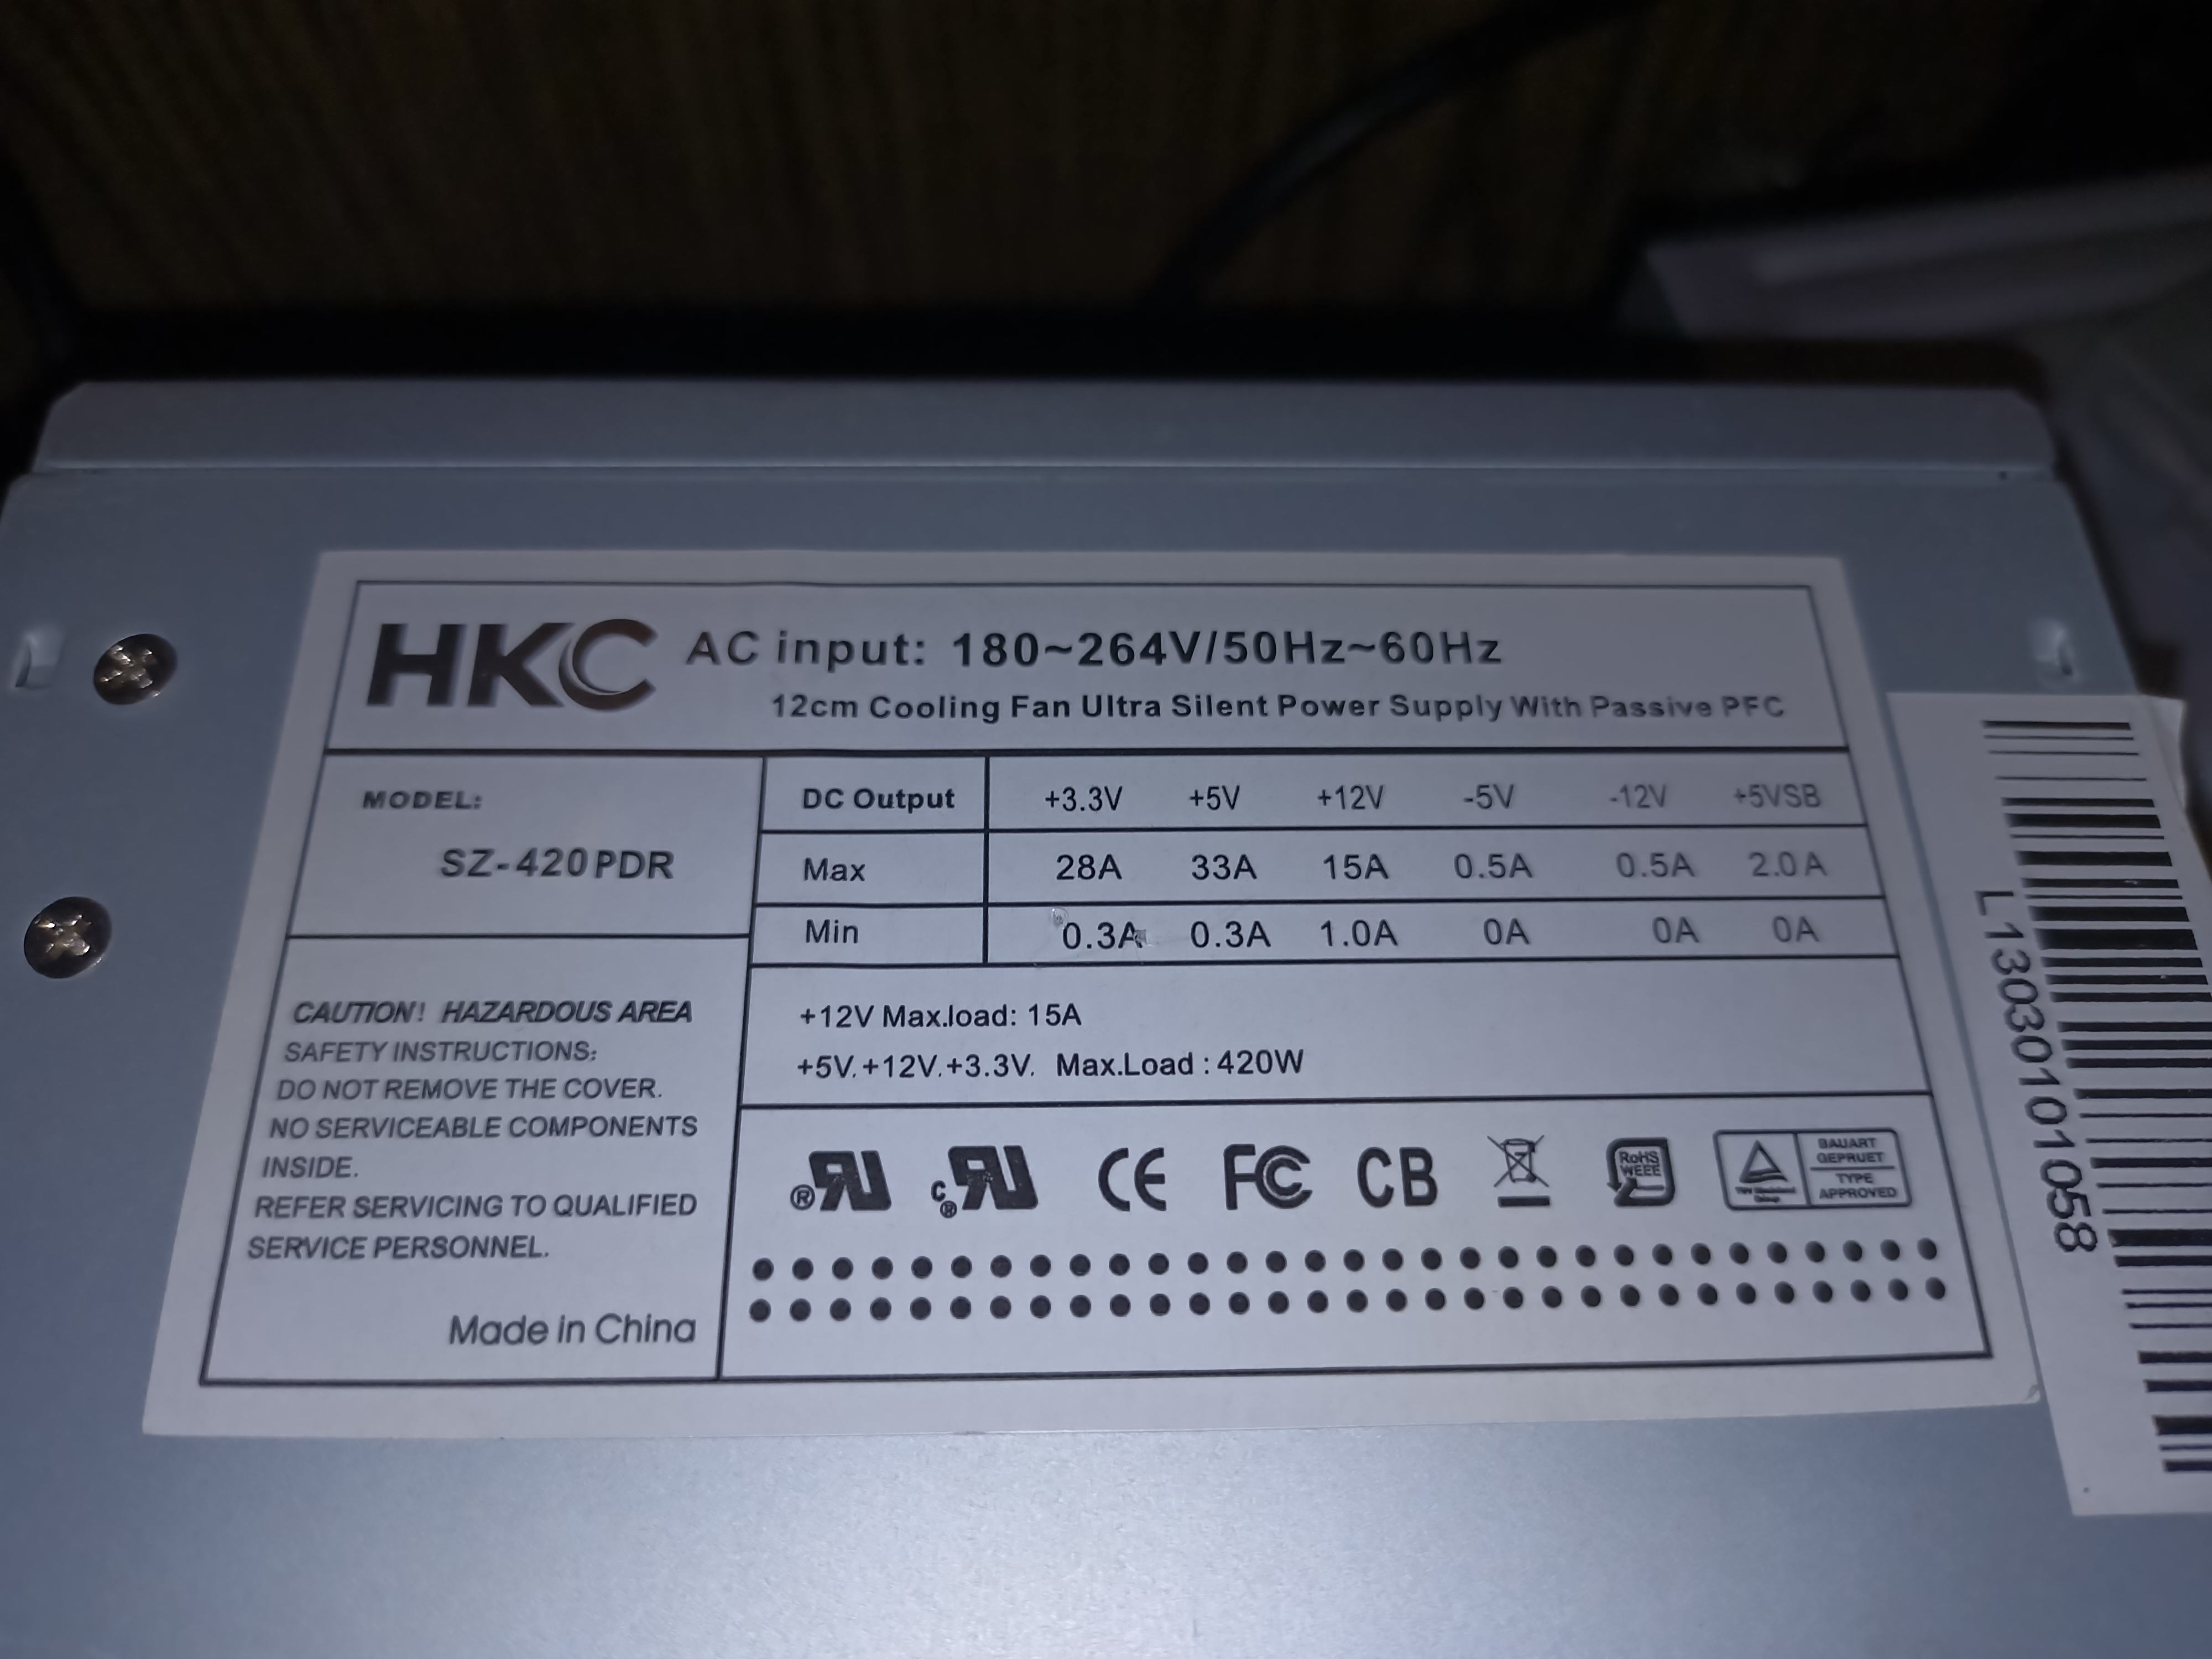 HKC AC input: 180~264V/50Hz~60Hz
12cm Cooling Fan Ultra Silent Power Supply With Passive PFC
MODEL:
SZ-420PDR
DC Output +3.3V +5V +12V -5V -12V +5VSB
Max 28A 33A 15A 0.5A 0.5A 2.0A
Min 0.3A 0.3A 1.0A 0A 0A 0A
+12V Max.load: 15A
+5V.+12V.+3.3V. Max.Load : 420W
CAUTION! HAZARDOUS AREA
SAFETY INSTRUCTIONS:
DO NOT REMOVE THE COVER.
NO SERVICEABLE COMPONENTS
INSIDE.
REFER SERVICING TO QUALIFIED
SERVICE PERSONNEL.
Made in China
CE FC CB
RoHS
WEEE
BAUART
GEPRUET
TYPE
APPROVED
L1303010101058